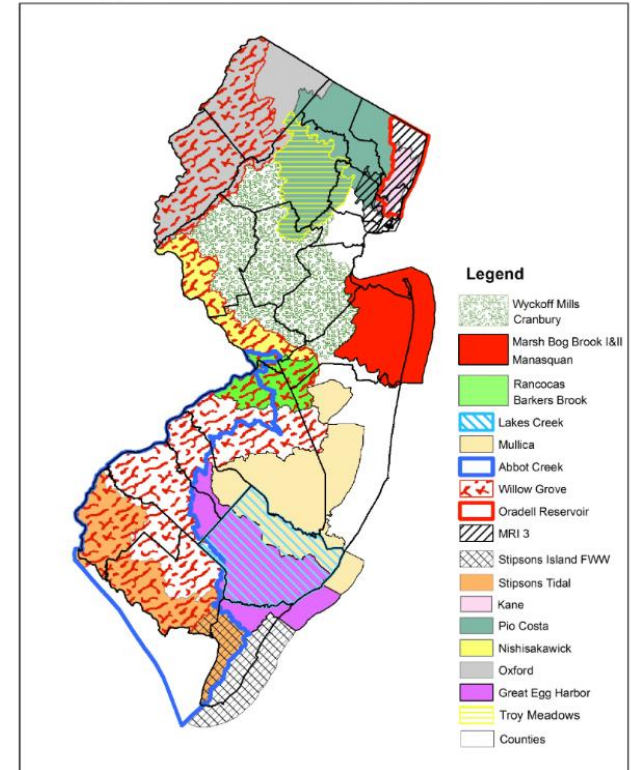 Legend
Wyckoff Mills
Cranbury
Marsh Bog Brook I&II
Manasquan
Rancocas
Barkers Brook
Lakes Creek
Mullica
Abbot Creek
Willow Grove
Oradell Reservoir
MRI 3
Stipsons Island FWW
Stipsons Tidal
Kane
Pio Costa
Nishisakawick
Oxford
Great Egg Harbor
Troy Meadows
Counties